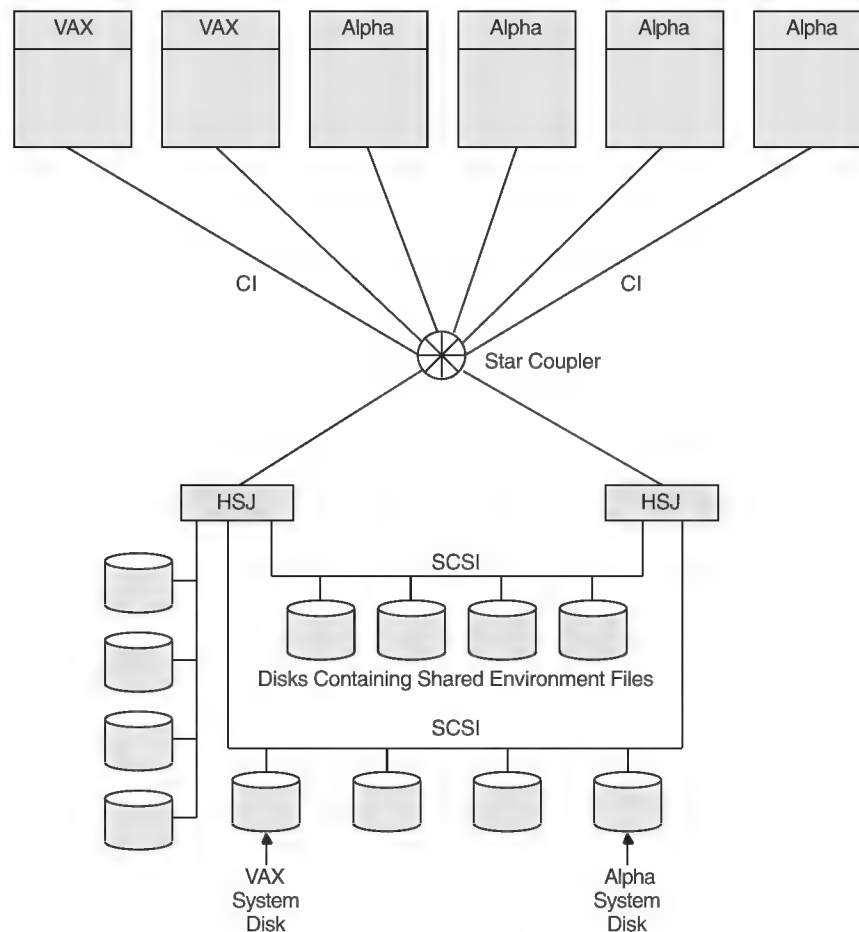 VAX
VAX
Alpha
Alpha
Alpha
Alpha
CI
CI
Star Coupler
HSJ
HSJ
SCSI
Disks Containing Shared Environment Files
SCSI
VAX
System
Disk
Alpha
System
Disk